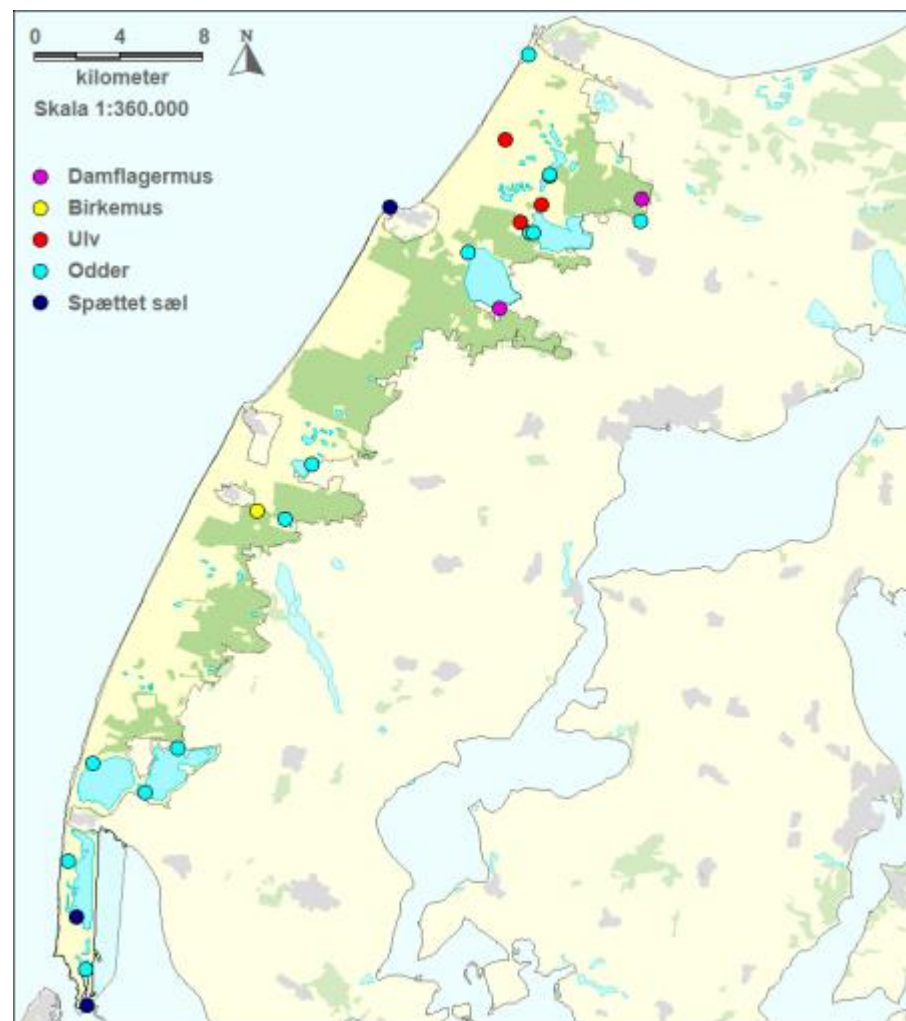 0 4 8
N
kilometer
Skala 1:360.000
Damflagermus
Birkemus
Ulv
Odder
Spættet sæl